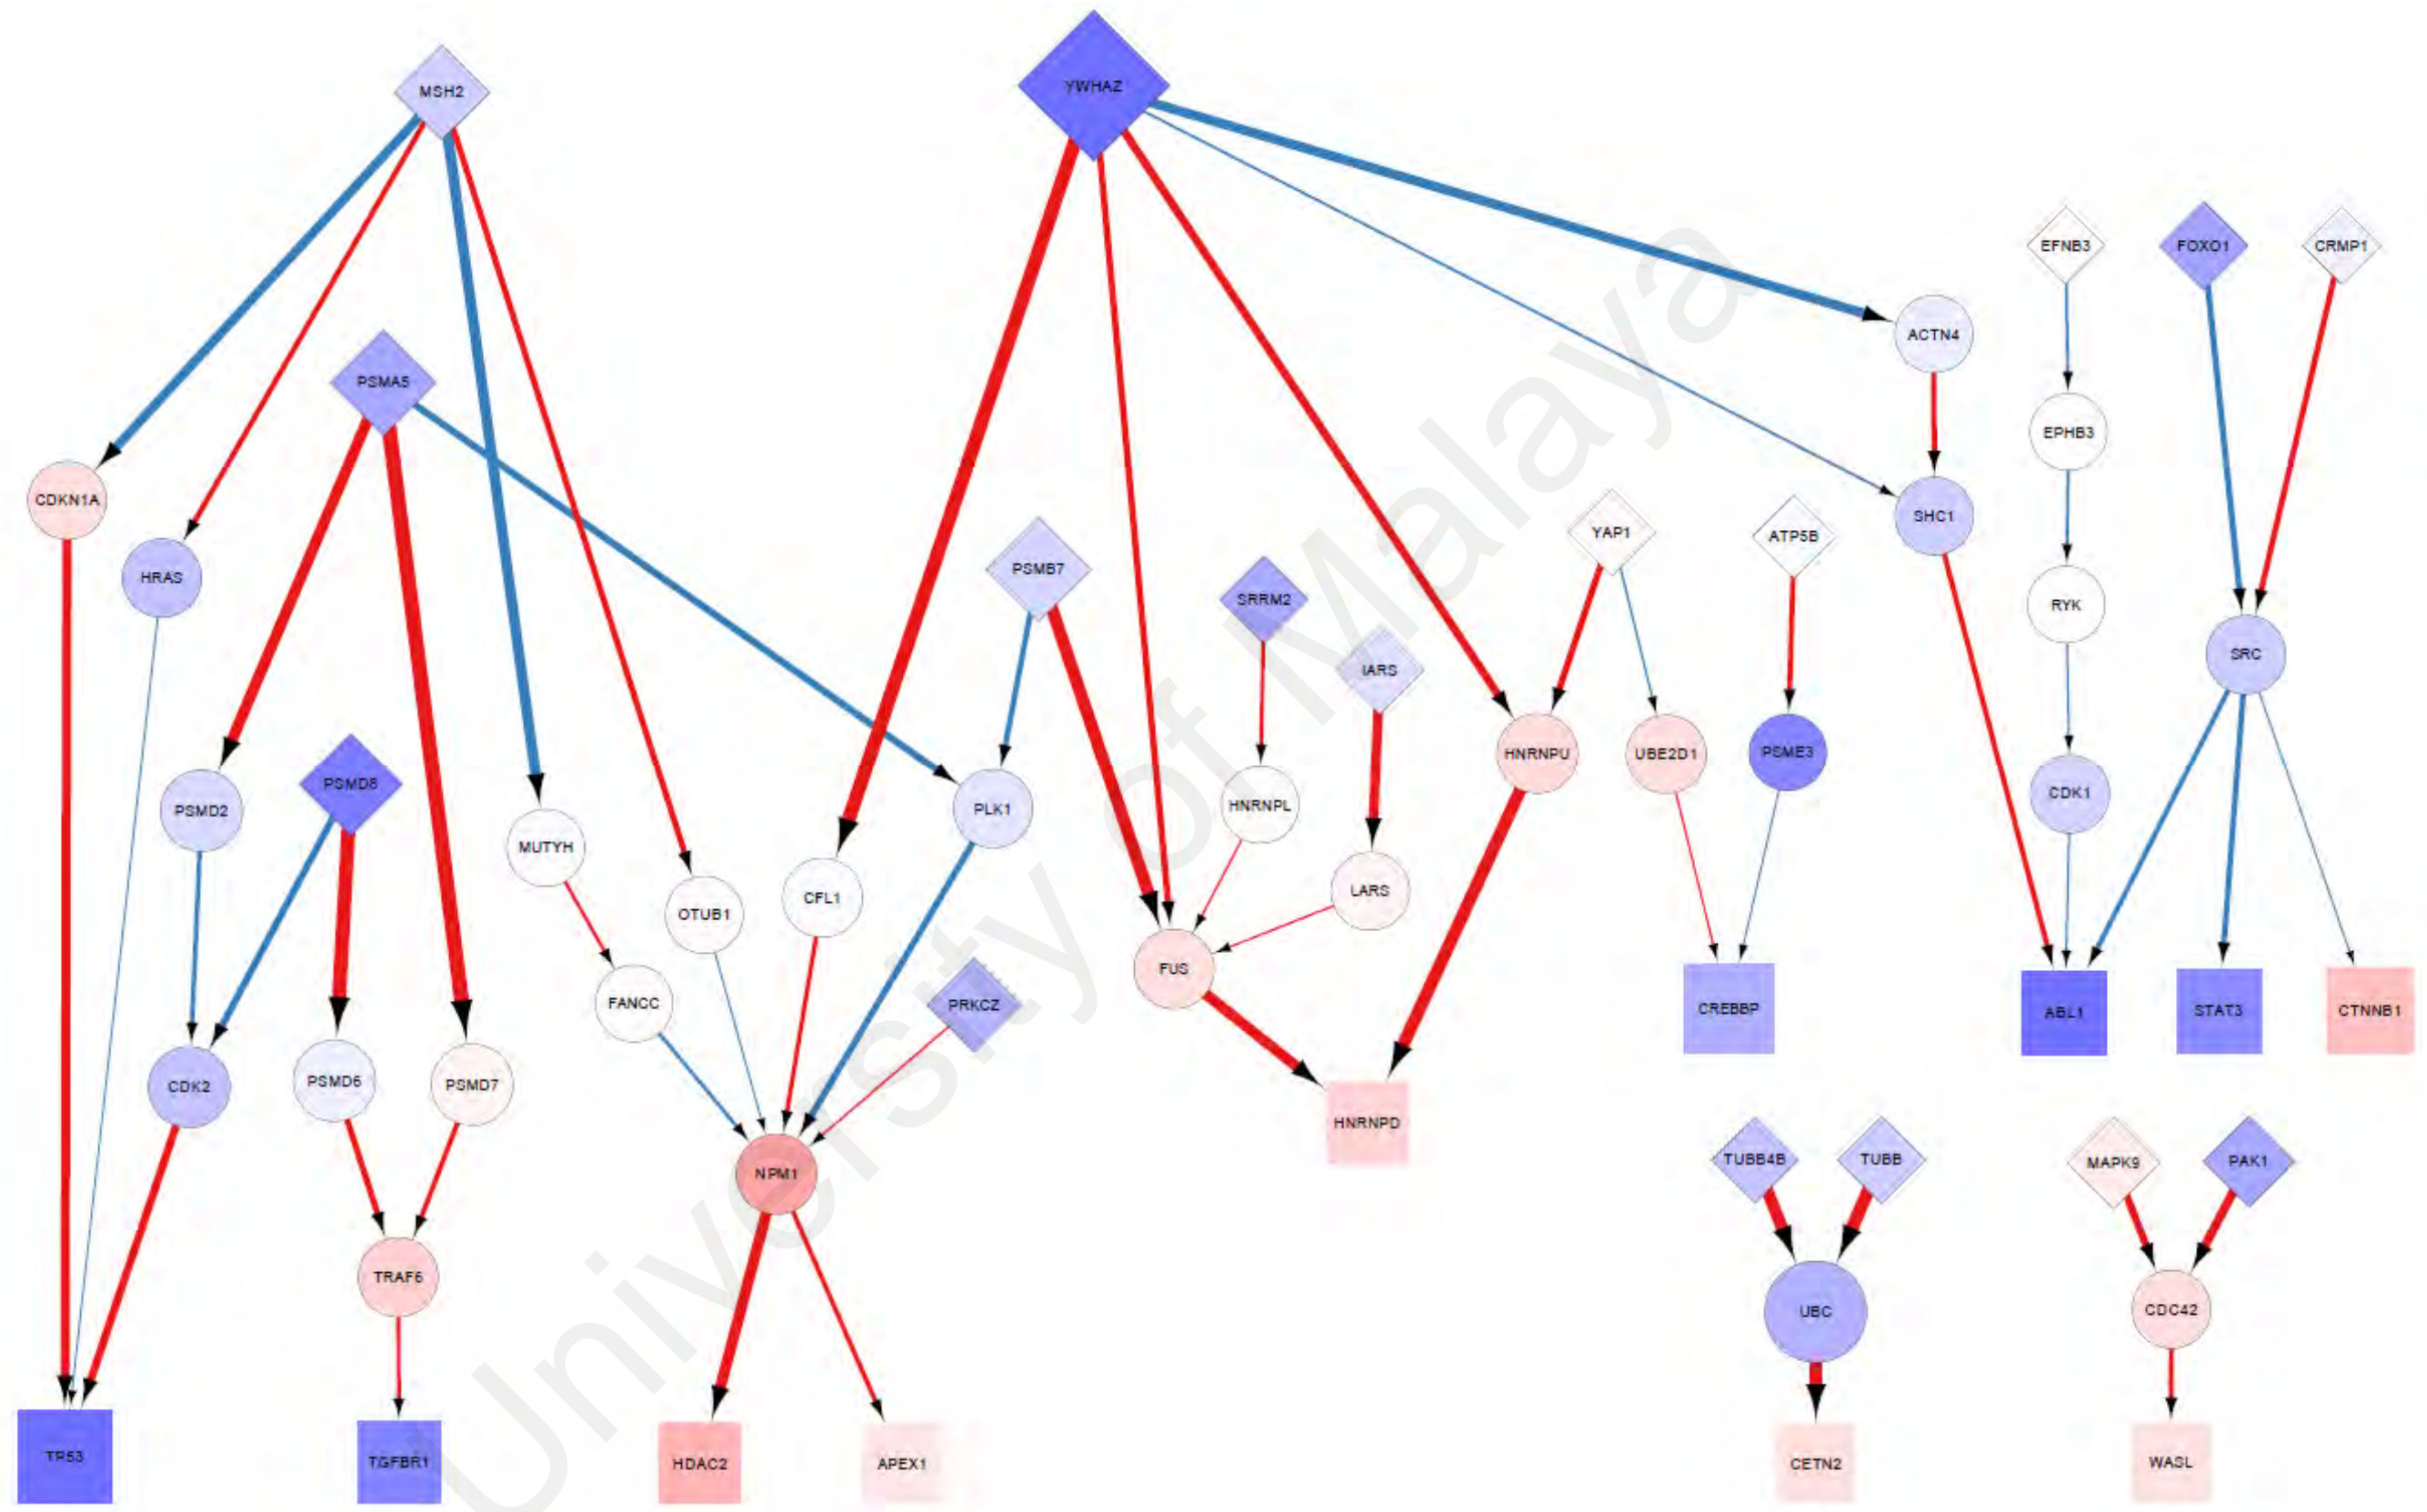 MSH2
YWHAZ
EFNB3
FOXO1
CRMP1
ACTN4
PSMA5
EPHB3
CDKN1A
SHC1
YAP1
ATP5B
HRAS
PSMB7
SRRM2
RYK
SRC
IARS
HNRNPU
UBE2D1
PSME3
PSMD8
CDK1
HNRNPL
PSMD2
PLK1
MUTYH
LARS
CFL1
OTUB1
FUS
FANCC
PRKCZ
CREBBP
ABL1
STAT3
CTNNB1
PSMD6
PSMD7
CDK2
HNRNPD
TUBB4B
TUBB
MAPK9
PAK1
NPM1
TRAF6
UBC
CDC42
TP53
TGFBR1
HDAC2
APEX1
CETN2
WASL
University of Malaya